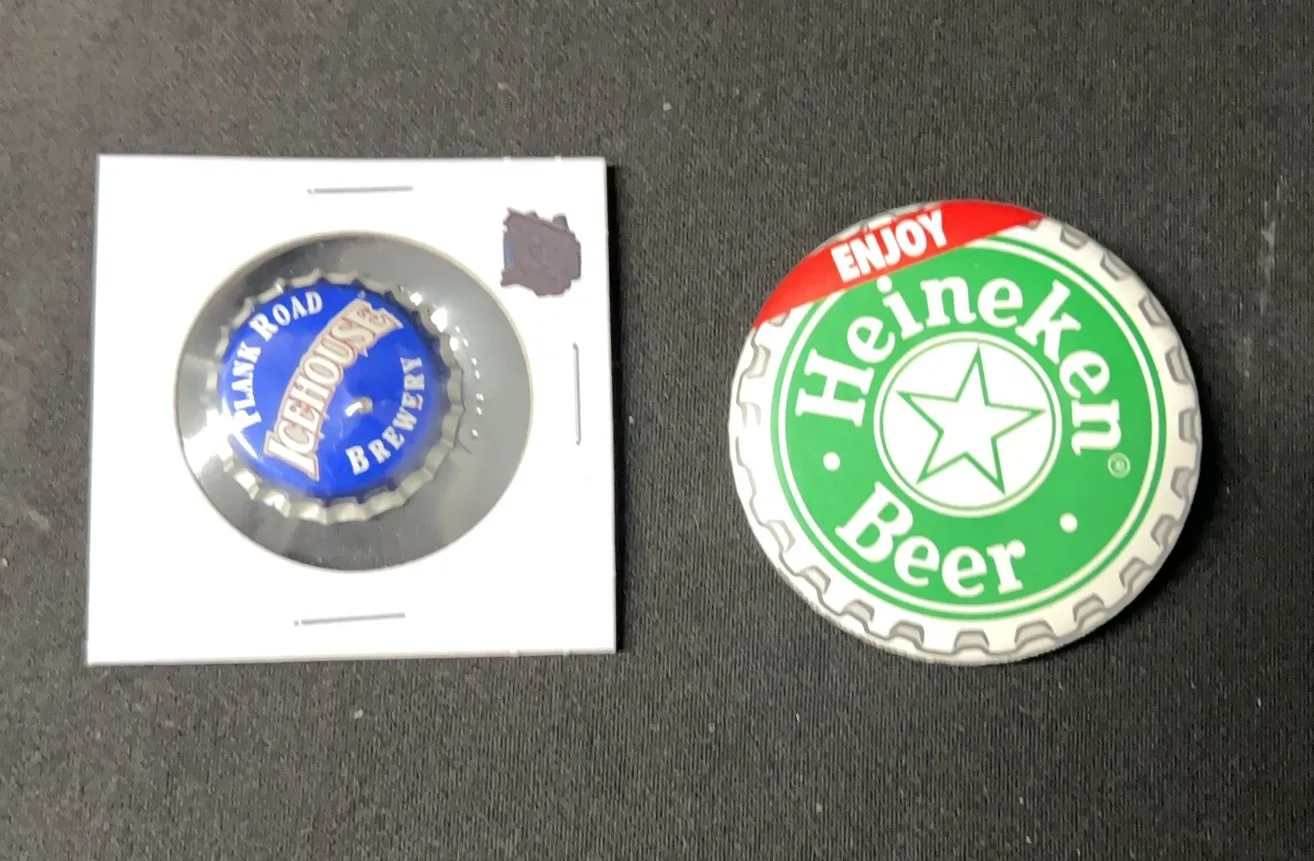 PLANK ROAD
ICEHOUSE
BREWERY
ENJOY
Heineken®
Beer